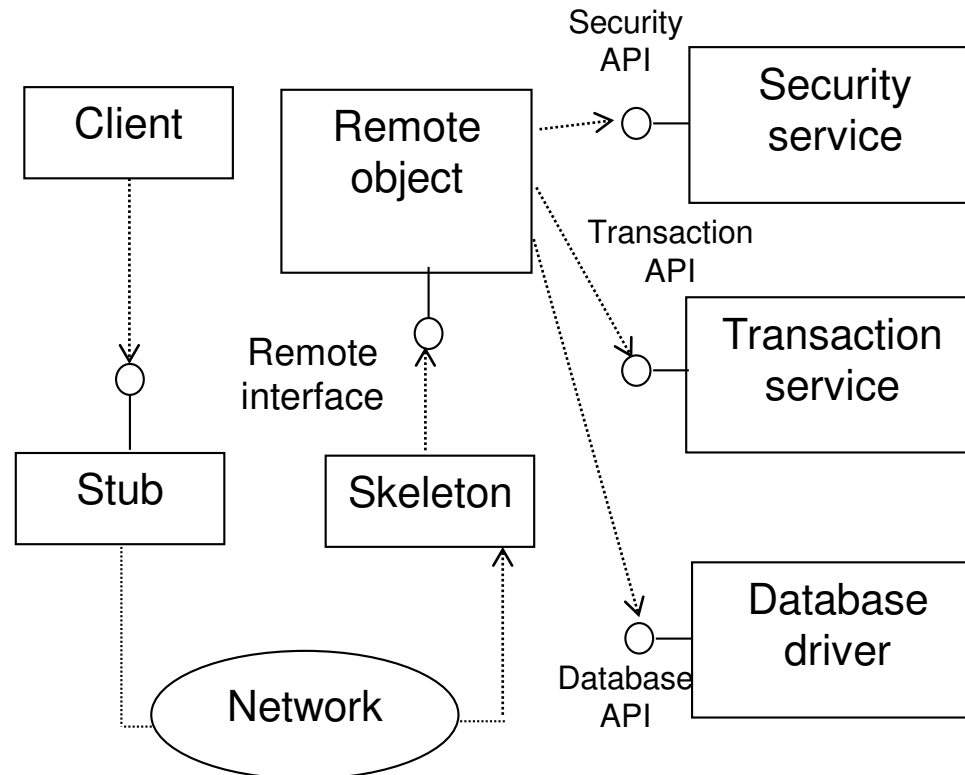 Security
API
Client
Remote
object
Security
service
Transaction
API
Remote
interface
Transaction
service
Stub
Skeleton
Database
driver
Network
Database
API